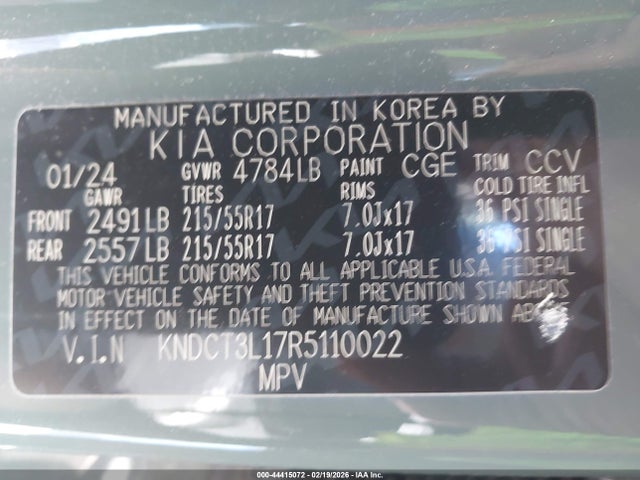 MANUFACTURED IN KOREA BY
KIA CORPORATION
01/24 GVWR 4784LB PAINT CGE TRIM CCV
GAWR TIRES RIMS COLD TIRE INFL
FRONT 2491LB 215/55R17 7.0Jx17 36 PSI SINGLE
REAR 2557LB 215/55R17 7.0Jx17 PSI SINGLE
THIS VEHICLE CONFORMS TO ALL APPLICABLE U.S.A. FEDERAL
MOTOR VEHICLE SAFETY AND THEFT PREVENTION STANDARDS
IN EFFECT ON THE DATE OF MANUFACTURE SHOWN
V.I.N KNDCT3L17R5110022
MPV
000-44415072 - 02/19/2026 - IAA Inc.